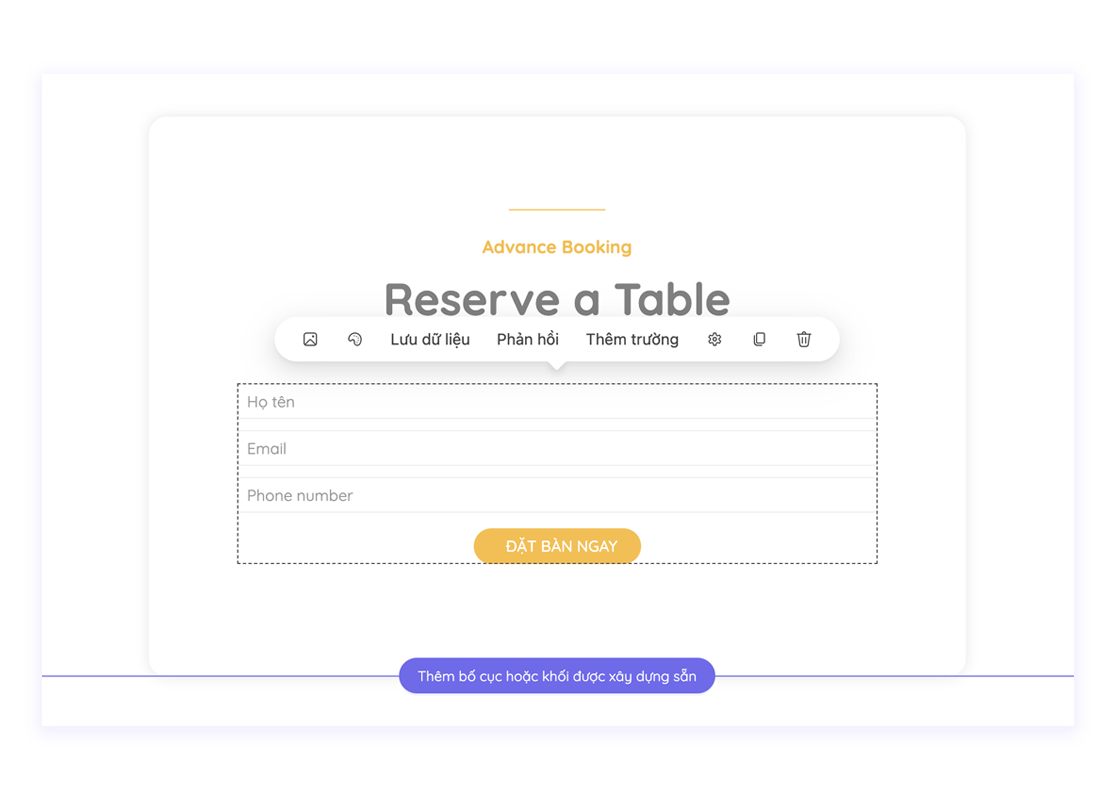 Advance Booking
Reserve a Table
Lưu dữ liệu Phản hồi Thêm trường
Họ tên
Email
Phone number
ĐẶT BÀN NGAY
Thêm bố cục hoặc khối được xây dựng sẵn